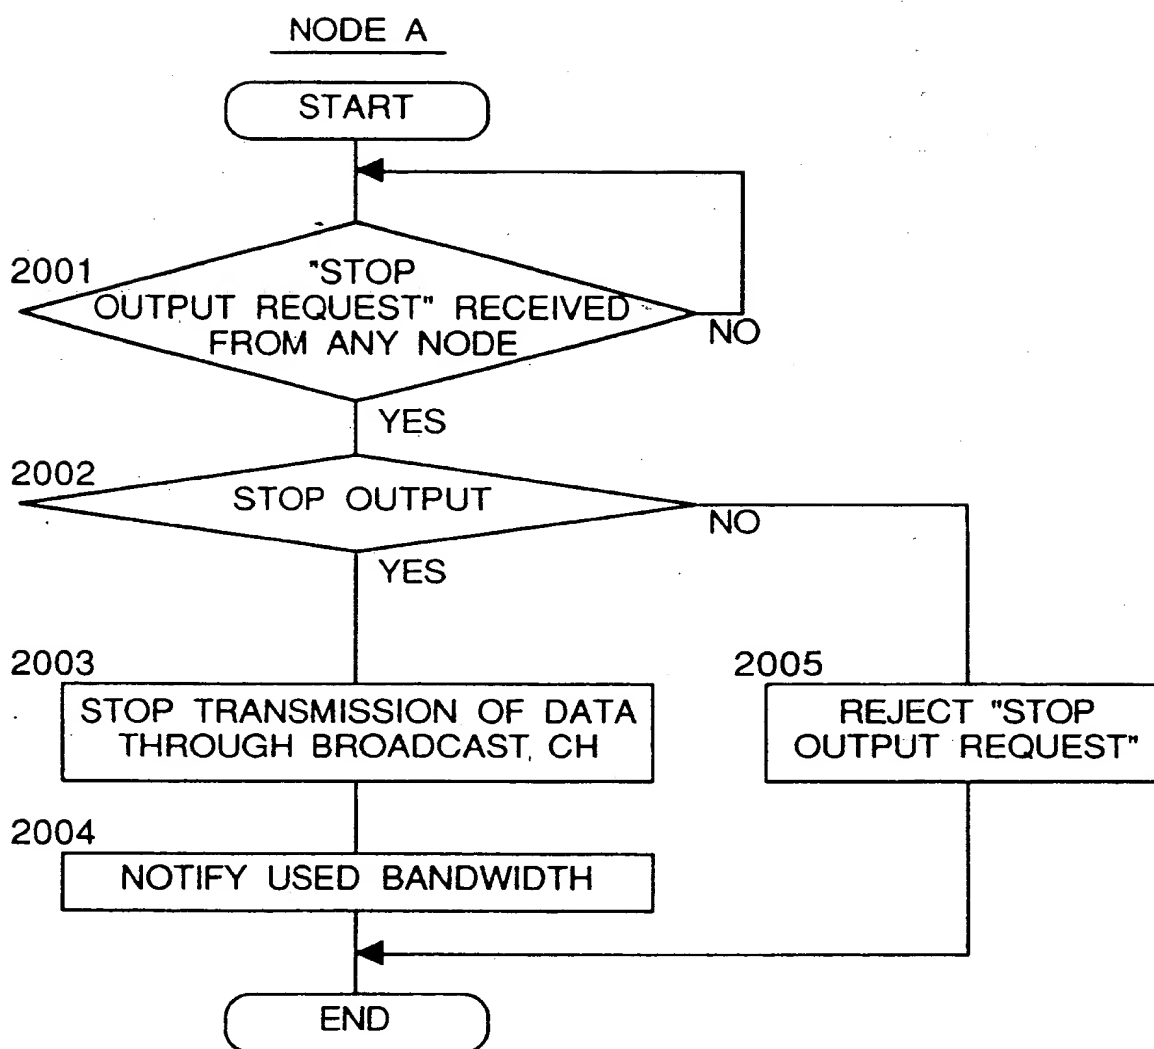 NODE A
START
2001
"STOP
OUTPUT REQUEST" RECEIVED
FROM ANY NODE
NO
YES
2002
STOP OUTPUT
NO
YES
2003
STOP TRANSMISSION OF DATA
THROUGH BROADCAST CH
2005
REJECT "STOP
OUTPUT REQUEST"
2004
NOTIFY USED BANDWIDTH
END